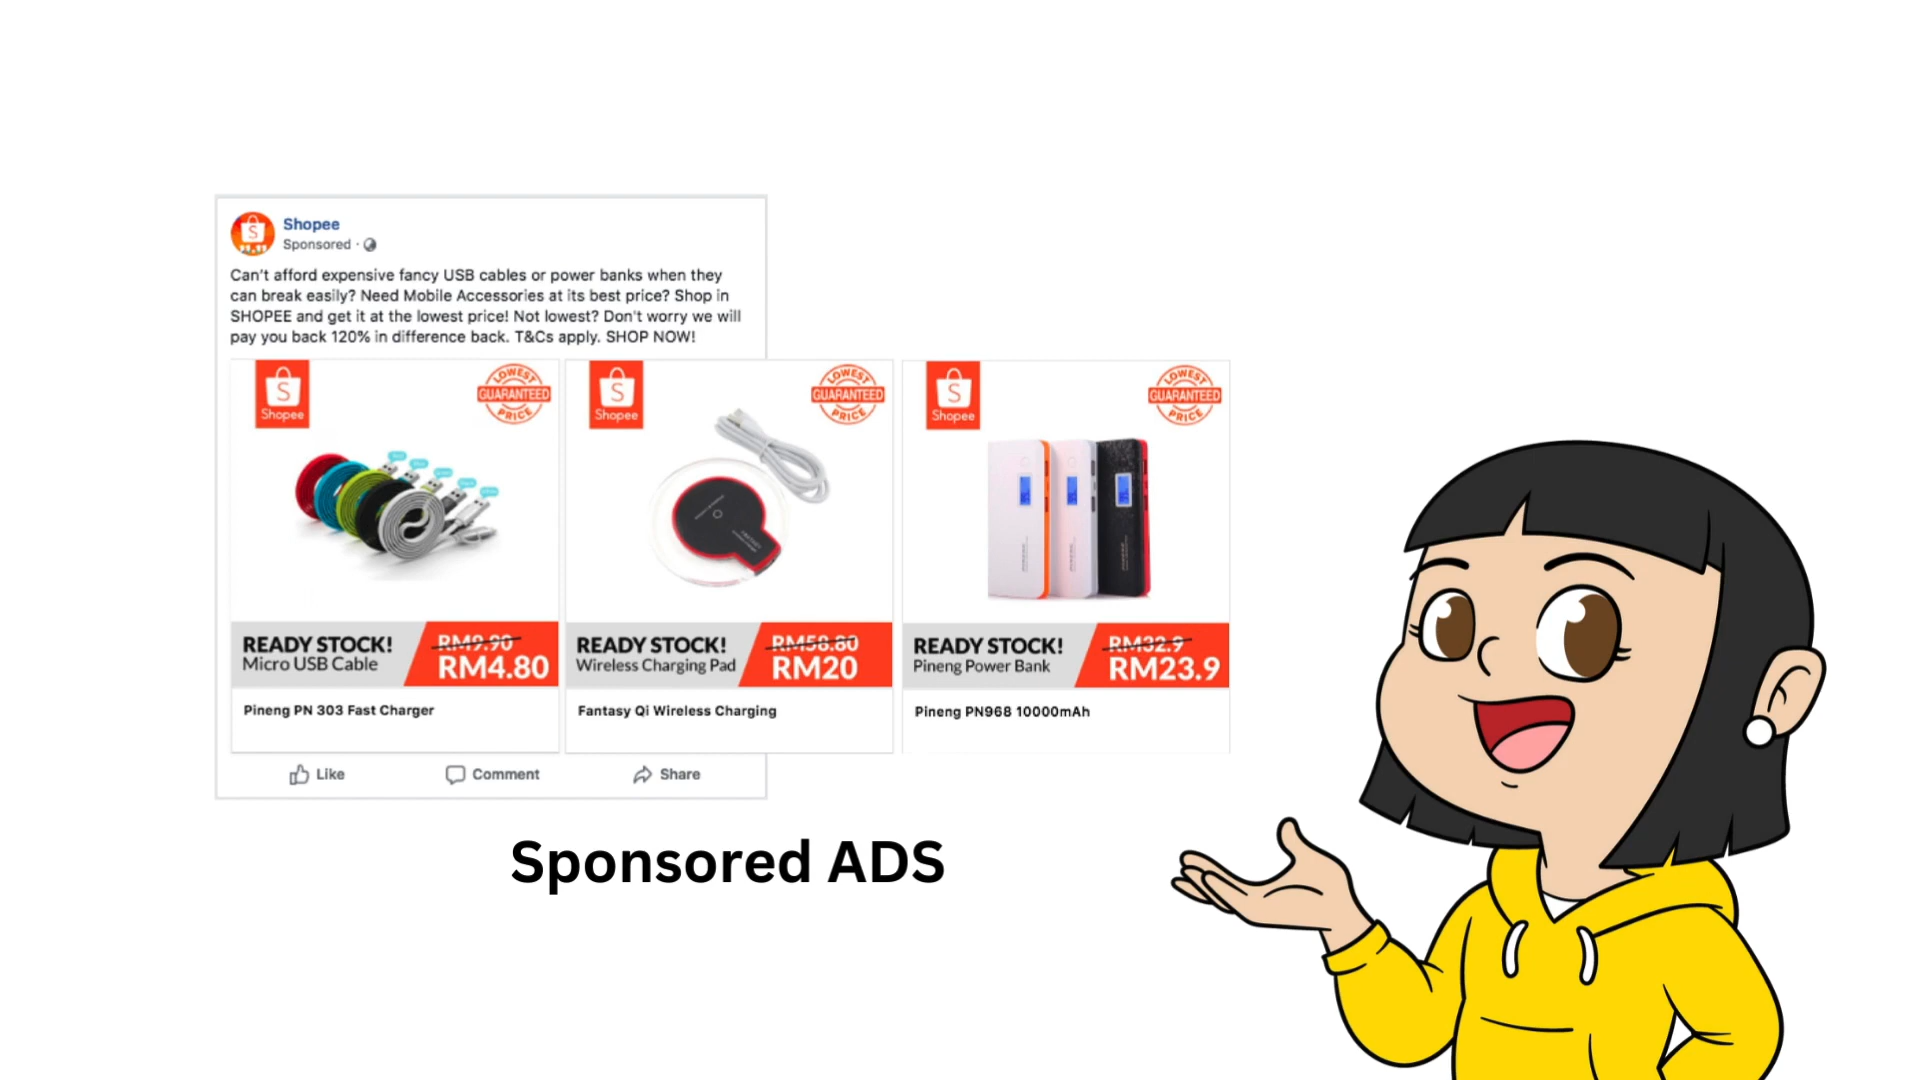 Shopee
Sponsored ·
Can't afford expensive fancy USB cables or power banks when they
can break easily? Need Mobile Accessories at its best price? Shop in
SHOPEE and get it at the lowest price! Not lowest? Don't worry we will
pay you back 120% in difference back. T&Cs apply. SHOP NOW!
Shopee
LOWEST
GUARANTEED
PRICE
READY STOCK!
Micro USB Cable
RM9.90
RM4.80
Pineng PN 303 Fast Charger
Shopee
LOWEST
GUARANTEED
PRICE
READY STOCK!
Wireless Charging Pad
RM58.80
RM20
Fantasy Qi Wireless Charging
Shopee
LOWEST
GUARANTEED
PRICE
READY STOCK!
Pineng Power Bank
RM32.9
RM23.9
Pineng PN968 10000mAh
Like
Comment
Share
Sponsored ADS